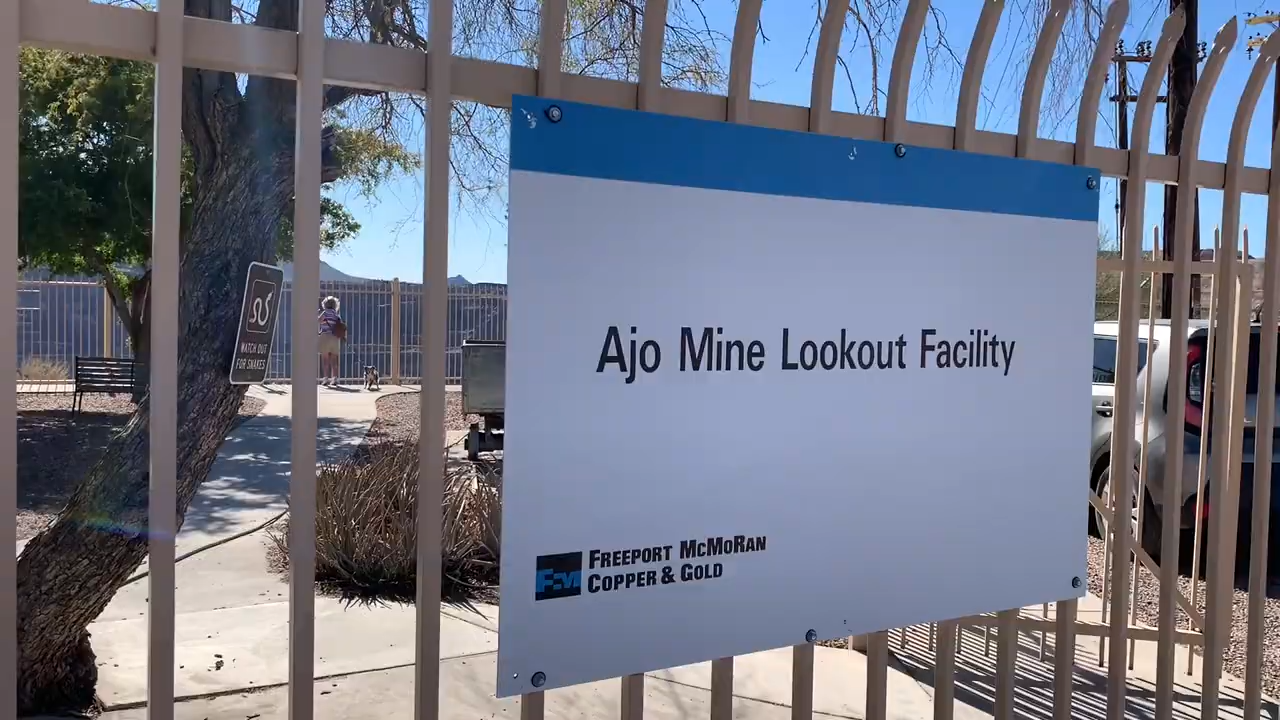 Ajo Mine Lookout Facility
FM
FREEPORT MCMORAN
COPPER & GOLD
WATCH OUT
FOR SNAKES